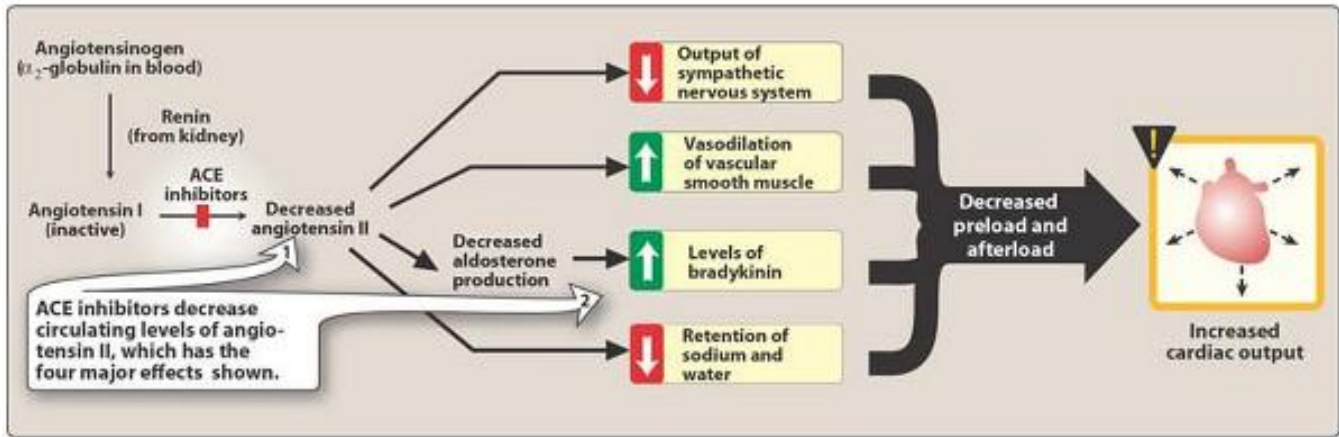 Angiotensinogen
(α₂-globulin in blood)
Renin
(from kidney)
ACE
inhibitors
Angiotensin I
(inactive)
Decreased
angiotensin II
1
ACE inhibitors decrease
circulating levels of angio-
tensin II, which has the
four major effects shown.
Decreased
aldosterone
production
2
Output of
sympathetic
nervous system
Vasodilation
of vascular
smooth muscle
Levels of
bradykinin
Retention of
sodium and
water
Decreased
preload and
afterload
!
Increased
cardiac output